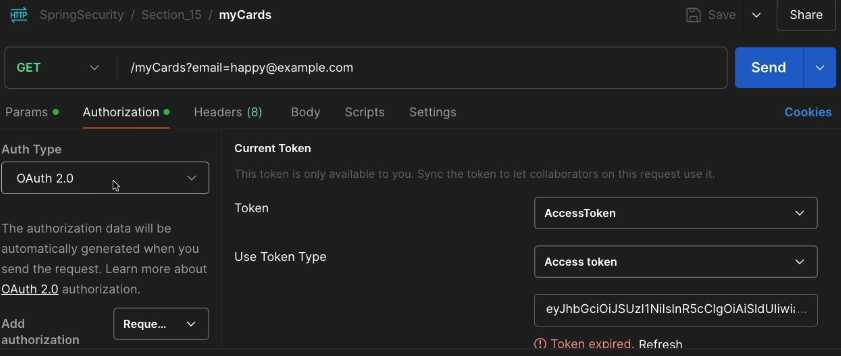 HTTP SpringSecurity / Section_15 / myCards Save Share
GET /myCards?email=happy@example.com Send
Params Authorization Headers (8) Body Scripts Settings Cookies
Auth Type
OAuth 2.0
The authorization data will be
automatically generated when you
send the request. Learn more about
OAuth 2.0 authorization.
Add
authorization
Reque...
Current Token
This token is only available to you. Sync the token to let collaborators on this request use it.
Token AccessToken
Use Token Type Access token
Token expired. Refresh